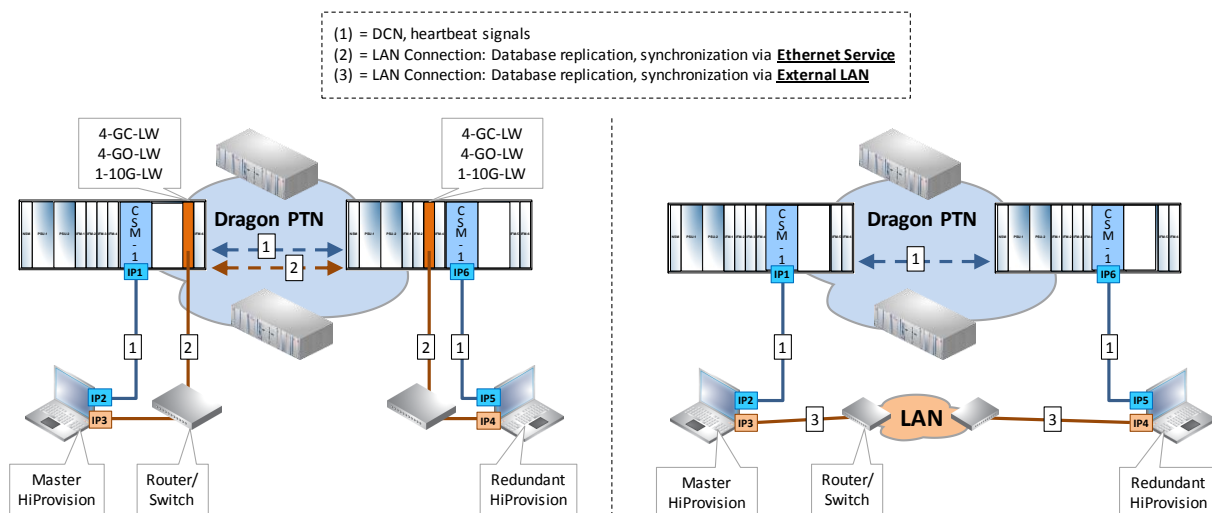 (1) = DCN, heartbeat signals
(2) = LAN Connection: Database replication, synchronization via Ethernet Service
(3) = LAN Connection: Database replication, synchronization via External LAN
4-GC-LW
4-GO-LW
1-10G-LW
4-GC-LW
4-GO-LW
1-10G-LW
CSM-1
Dragon PTN
CSM-1
1
2
IP1
IP6
1
2
2
1
IP2
IP3
IP5
IP4
Master
HiProvision
Router/
Switch
Redundant
HiProvision
CSM-1
Dragon PTN
CSM-1
1
IP1
IP6
1
1
IP2
IP3
3
LAN
3
IP5
IP4
Master
HiProvision
Router/
Switch
Redundant
HiProvision